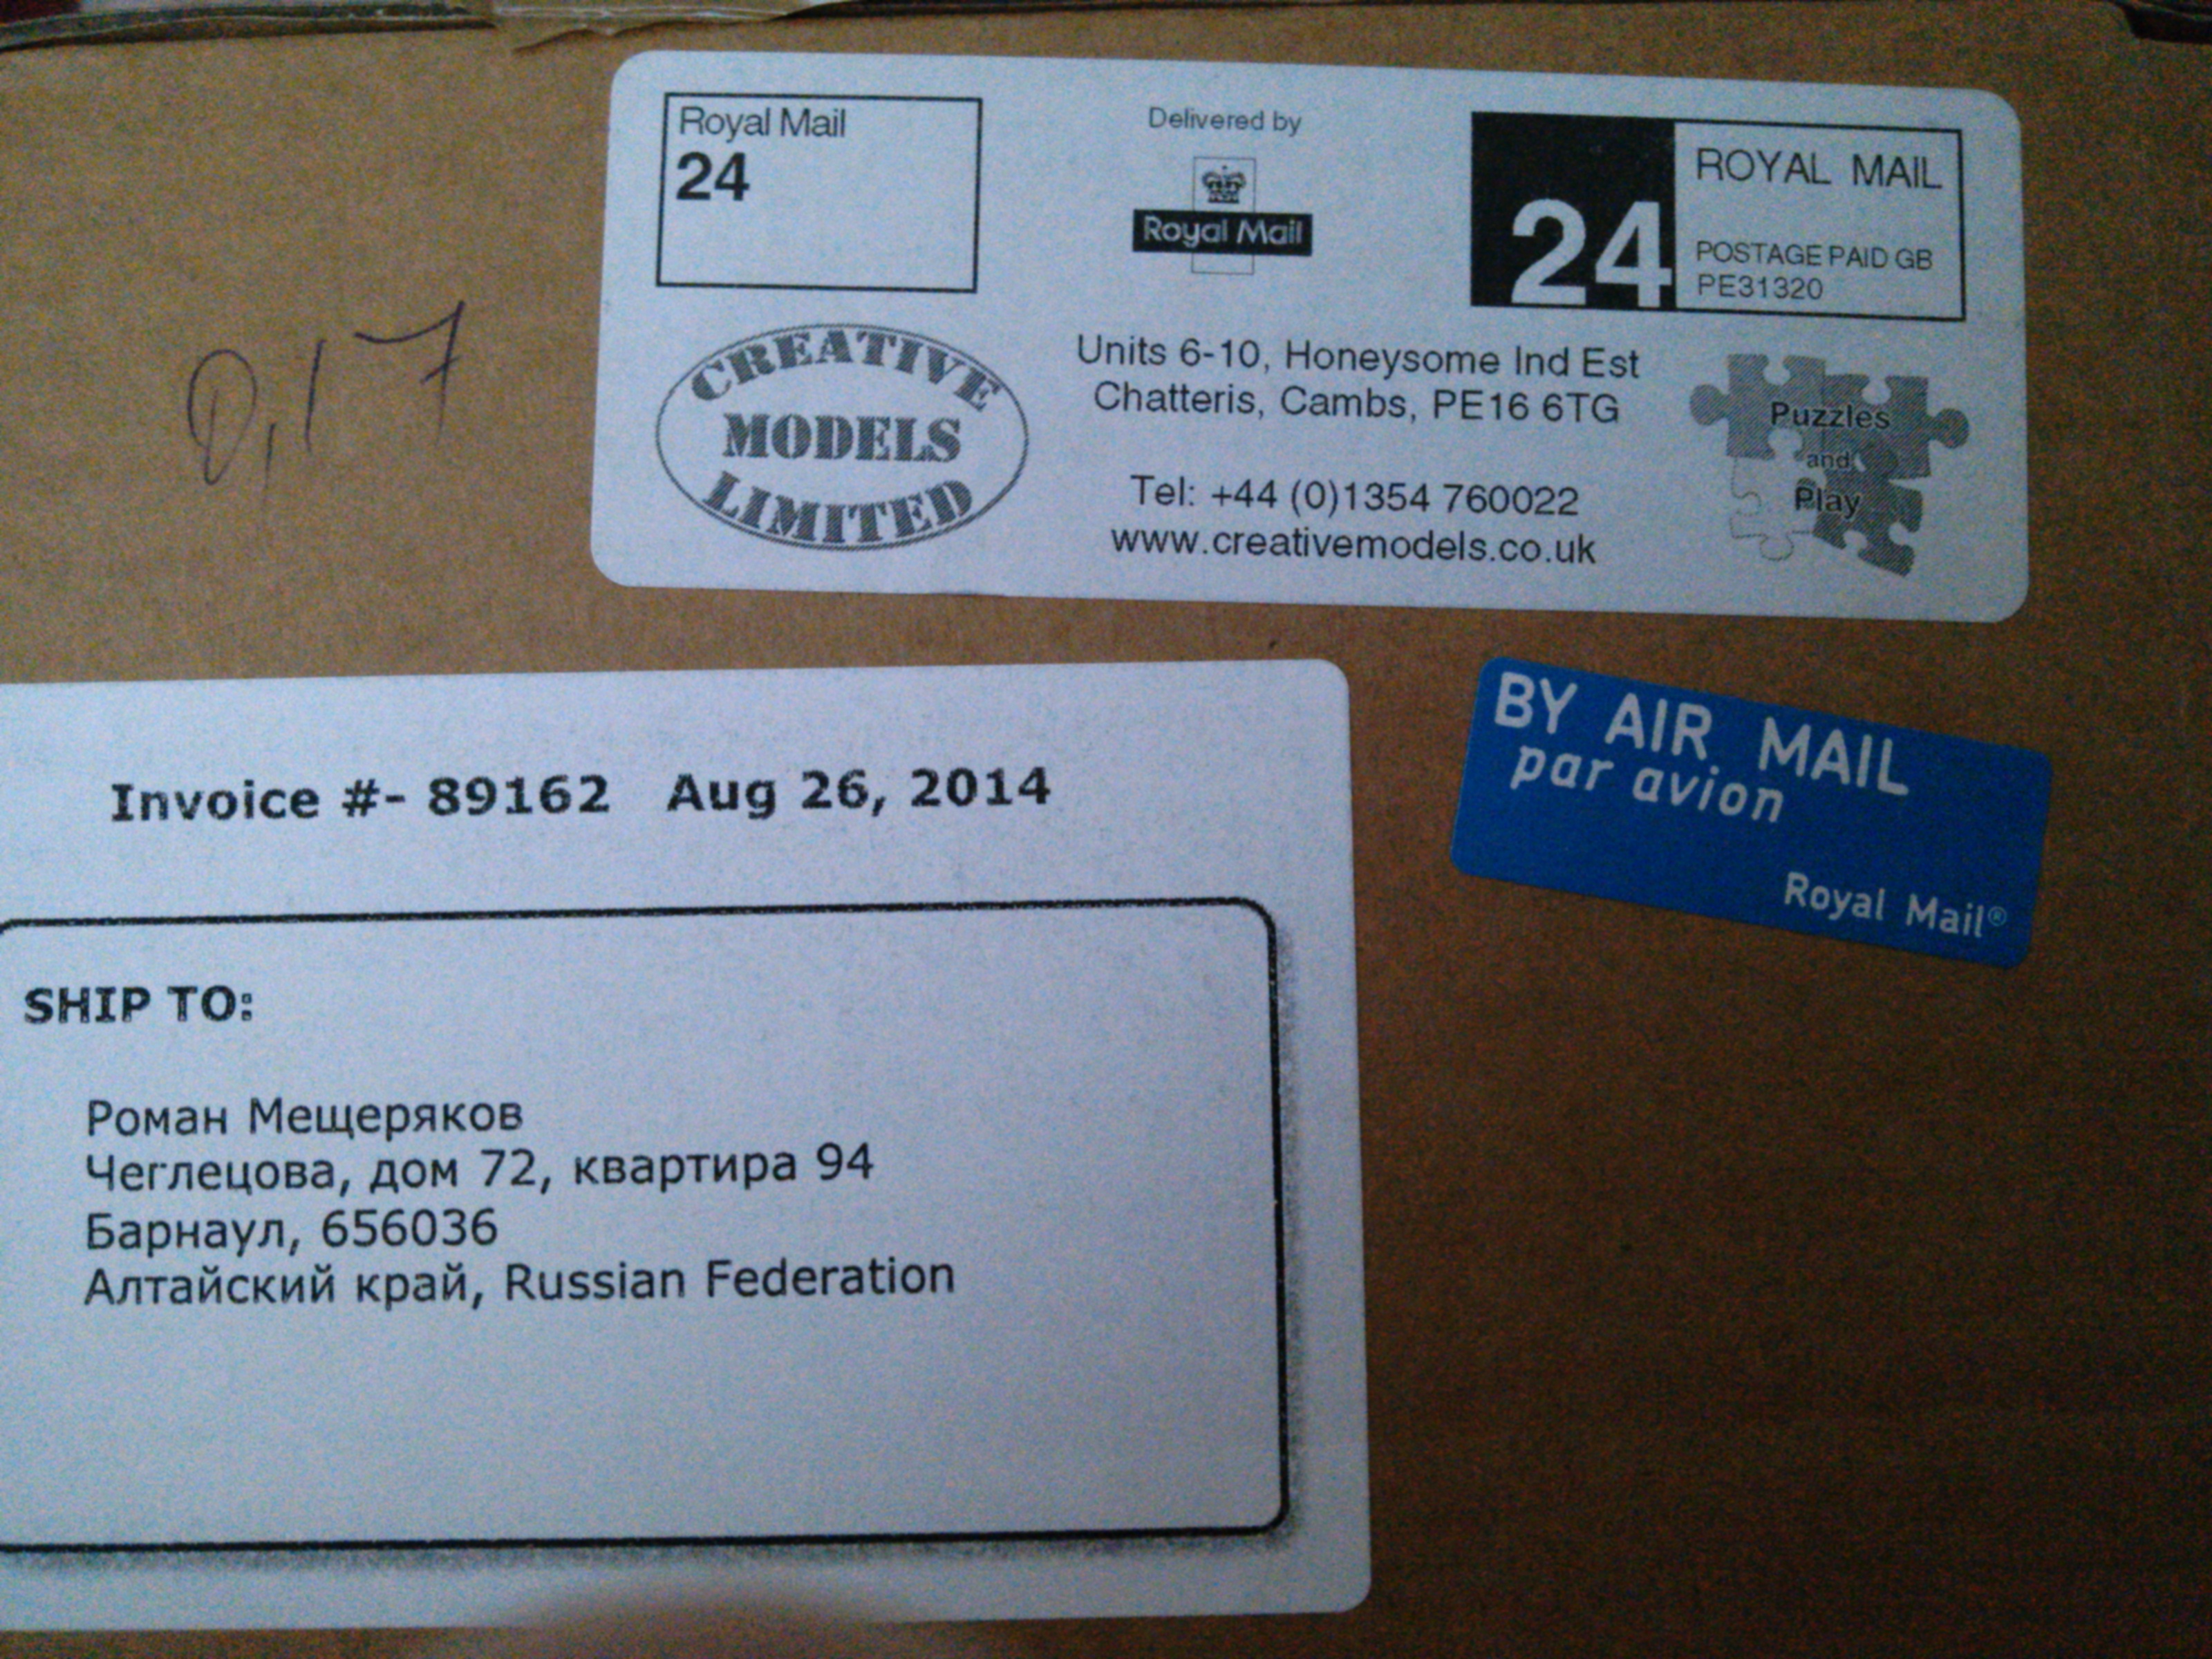 Royal Mail
24
Delivered by
Royal Mail
24
ROYAL MAIL
POSTAGE PAID GB
PE31320
0,17
CREATIVE
MODELS
LIMITED
Units 6-10, Honeysome Ind Est
Chatteris, Cambs, PE16 6TG
Tel: +44 (0)1354 760022
www.creativemodels.co.uk
Puzzles
and
Play
Invoice #- 89162 Aug 26, 2014
BY AIR MAIL
par avion
Royal Mail®
SHIP TO:
Роман Мещеряков
Чеглецова, дом 72, квартира 94
Барнаул, 656036
Алтайский край, Russian Federation